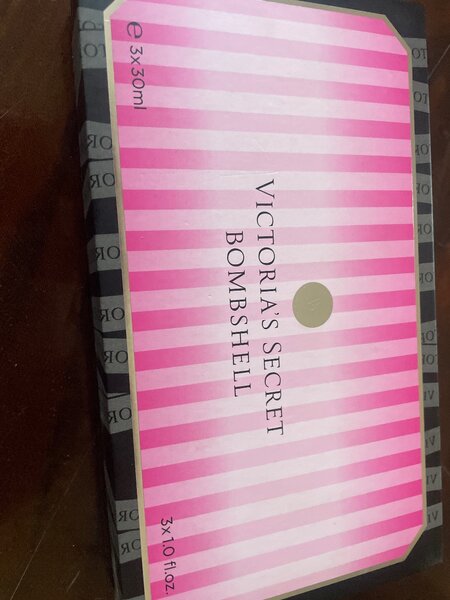 VICTORIA'S SECRET
BOMBSHELL
e 3x30ml
3x1.0 fl.oz.